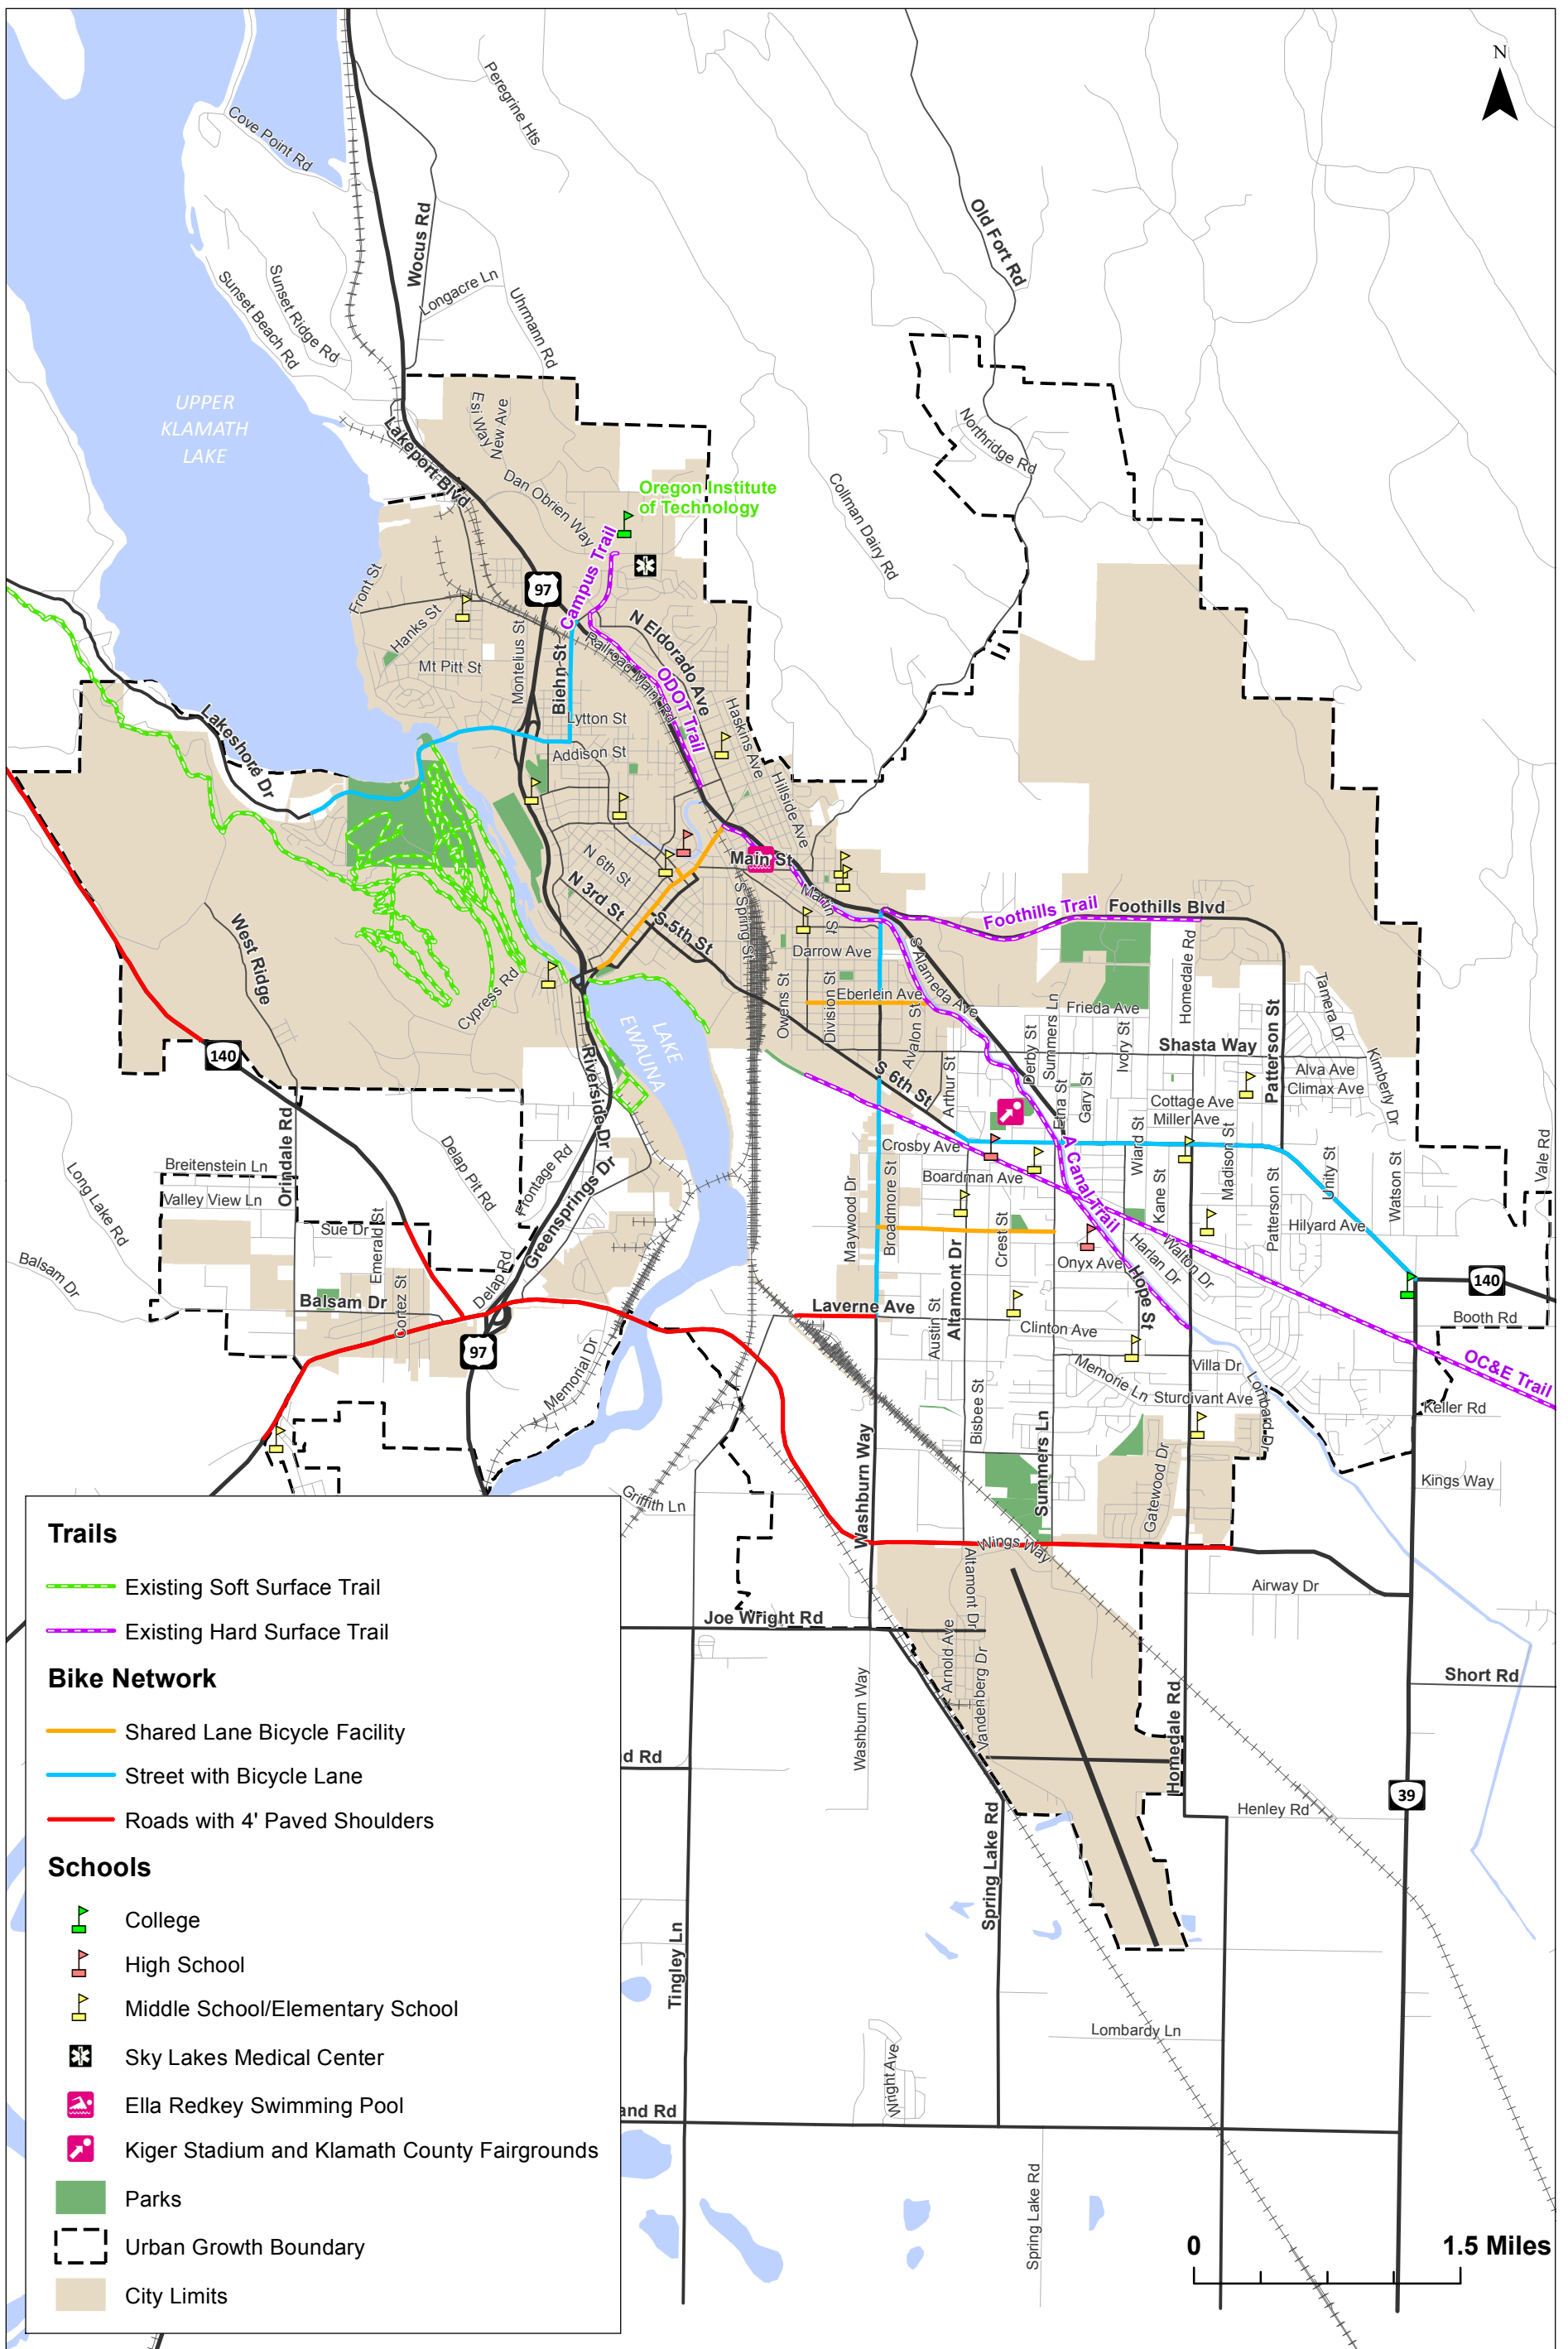 N
Cove Point Rd
Peregrine Hts
Wocus Rd
Old Fort Rd
Longacre Ln
Sunset Ridge Rd
Sunset Beach Rd
Uhrmann Rd
UPPER
KLAMATH
LAKE
Esi Way
New Ave
Lakeport Blvd
Northridge Rd
Dan Obrien Way
Oregon Institute
of Technology
Collman Dairy Rd
Campus Trail
97
Front St
Hanks St
Mt Pitt St
Montelius St
Biehn St
Railroad Maint Rd
N Eldorado Ave
ODOT Trail
Haskins Ave
Lytton St
Addison St
Lakeshore Dr
Hillside Ave
Main St
N 6th St
N 3rd St
S 5th St
S Spring St
Martin St
Foothills Trail
Foothills Blvd
Darrow Ave
West Ridge
Cypress Rd
LAKE
EWAUNA
Owens St
Division St
Eberlein Ave
S Alameda Ave
Avalon St
Frieda Ave
Homedale Rd
Tamera Dr
Patterson St
Shasta Way
Summers Ln
Derby St
Ivory St
Kimberly Dr
140
Riverside Dr
S 6th St
Arthur St
Etna St
Gary St
Alva Ave
Climax Ave
Cottage Ave
Miller Ave
Orindale Rd
Delap Pit Rd
Frontage Rd
Greensprings Dr
Crosby Ave
Boardman Ave
A Canal Trail
Wiard St
Kane St
Madison St
Patterson St
Unity St
Watson St
Vale Rd
Breitenstein Ln
Valley View Ln
Long Lake Rd
Sue Dr
Emerald St
Balsam Dr
Balsam Dr
Cortez St
Delap Rd
Maywood Dr
Broadmore St
Crest St
Hilyard Ave
Onyx Ave
Harlan Dr
Walton Dr
Hope St
Altamont Dr
140
Booth Rd
Laverne Ave
Austin St
Clinton Ave
97
Memorial Dr
Memorie Ln
Villa Dr
Sturdivant Ave
Lombard Dr
OC&E Trail
Keller Rd
Bisbee St
Summers Ln
Washburn Way
Gatewood Dr
Kings Way
Griffith Ln
Wings Way
Altamont Dr
Airway Dr
Joe Wright Rd
Arnold Ave
Vandenberg Dr
Washburn Way
Homedale Rd
Short Rd
d Rd
39
Henley Rd
Spring Lake Rd
Tingley Ln
Lombardy Ln
Wright Ave
and Rd
Spring Lake Rd
0
1.5 Miles
Trails
Existing Soft Surface Trail
Existing Hard Surface Trail
Bike Network
Shared Lane Bicycle Facility
Street with Bicycle Lane
Roads with 4' Paved Shoulders
Schools
College
High School
Middle School/Elementary School
Sky Lakes Medical Center
Ella Redkey Swimming Pool
Kiger Stadium and Klamath County Fairgrounds
Parks
Urban Growth Boundary
City Limits